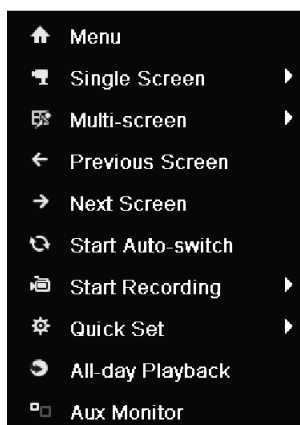 Menu
Single Screen
Multi-screen
Previous Screen
Next Screen
Start Auto-switch
Start Recording
Quick Set
All-day Playback
Aux Monitor